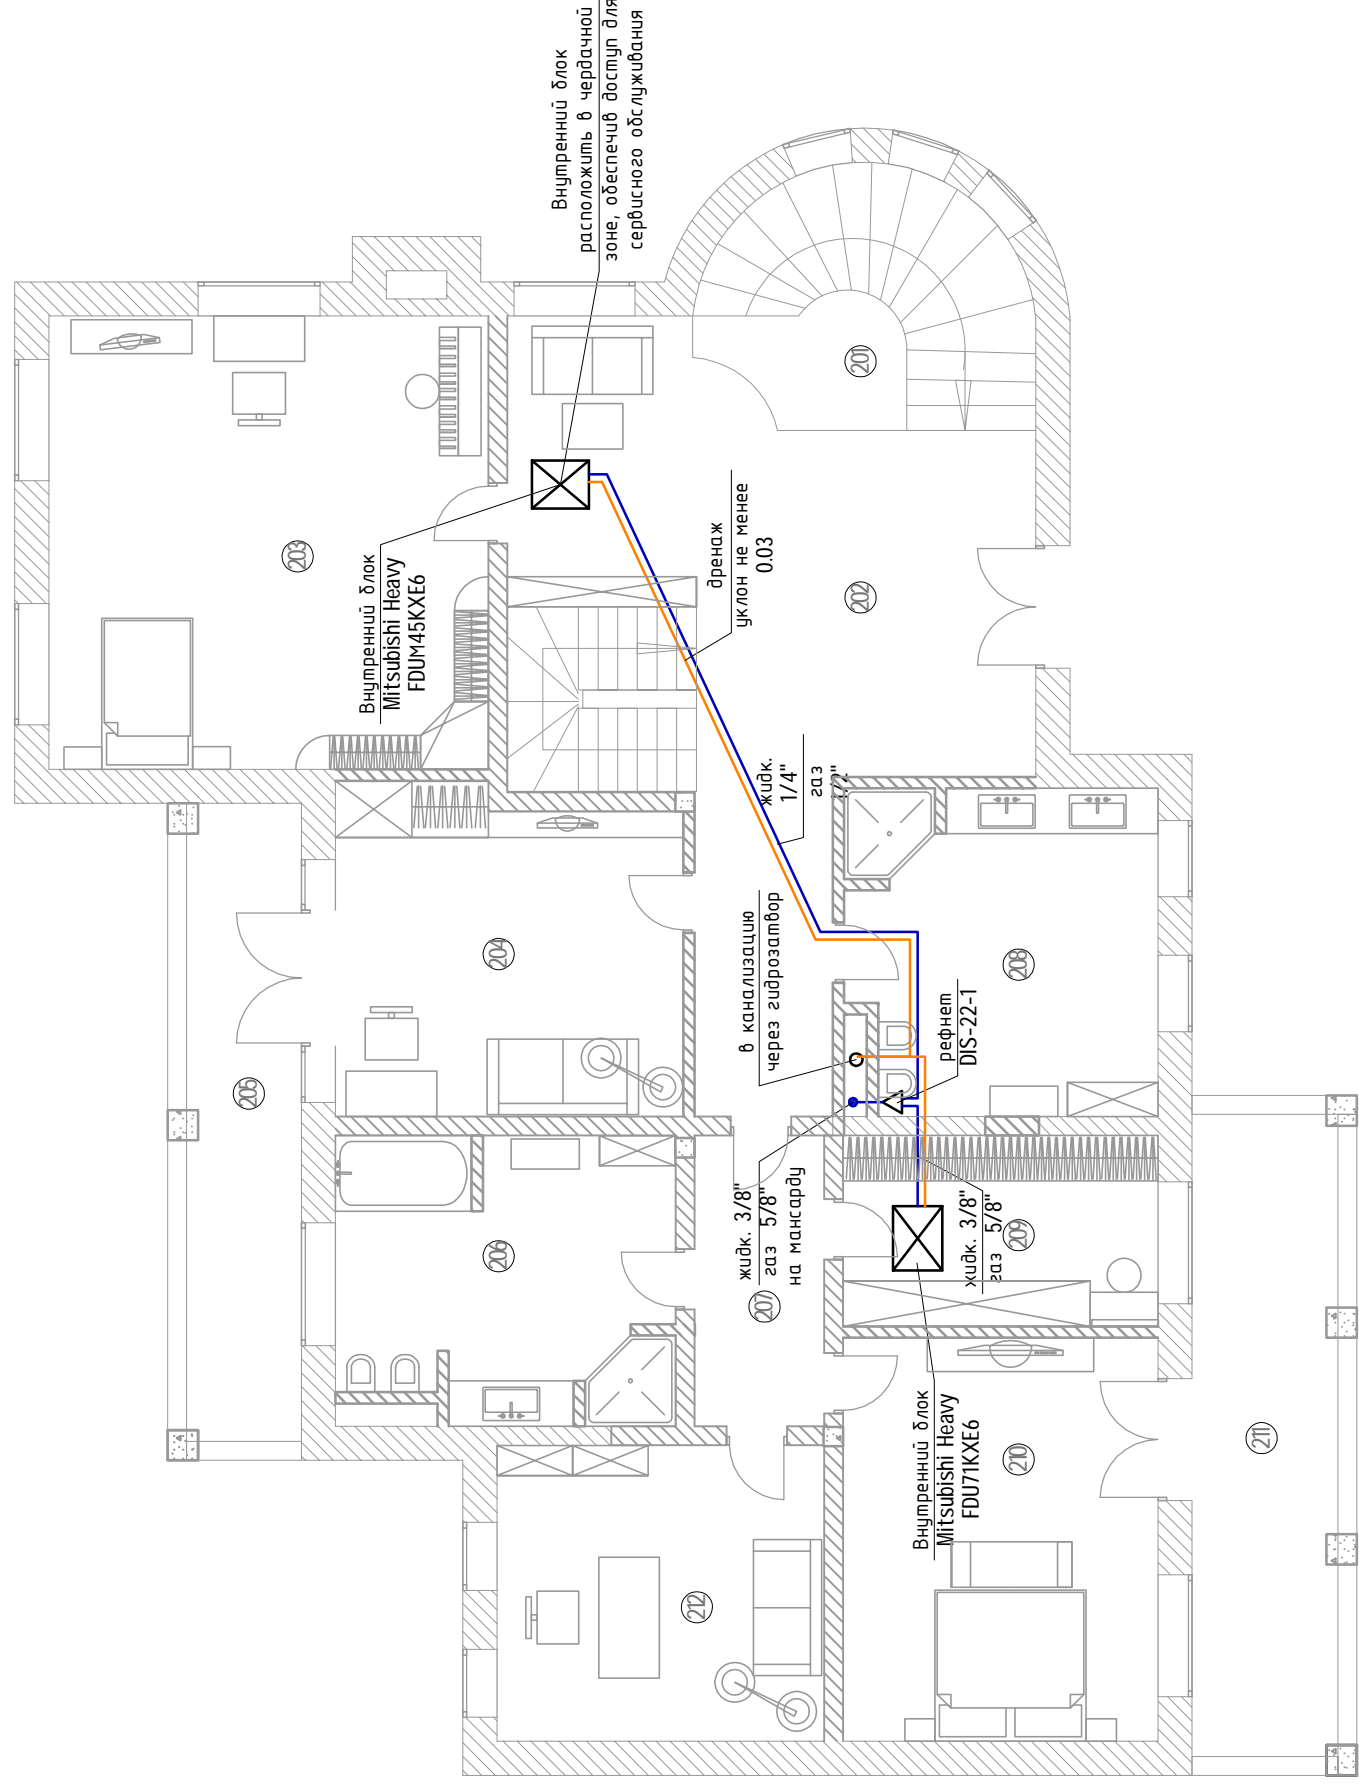 Внутренний блок
расположить в чердачной
зоне, обеспечив доступ для
сервисного обслуживания
Внутренний блок
Mitsubishi Heavy
FDUM45KXE6
дренаж
уклон не менее
0.03
жидк.
1/4"
газ
1/2"
в канализацию
через гидрозатвор
рефнет
DIS-22-1
жидк. 3/8"
газ 5/8"
на мансарду
жидк. 3/8"
газ 5/8"
Внутренний блок
Mitsubishi Heavy
FDU71KXE6
201
202
203
204
205
206
207
208
209
210
211
212